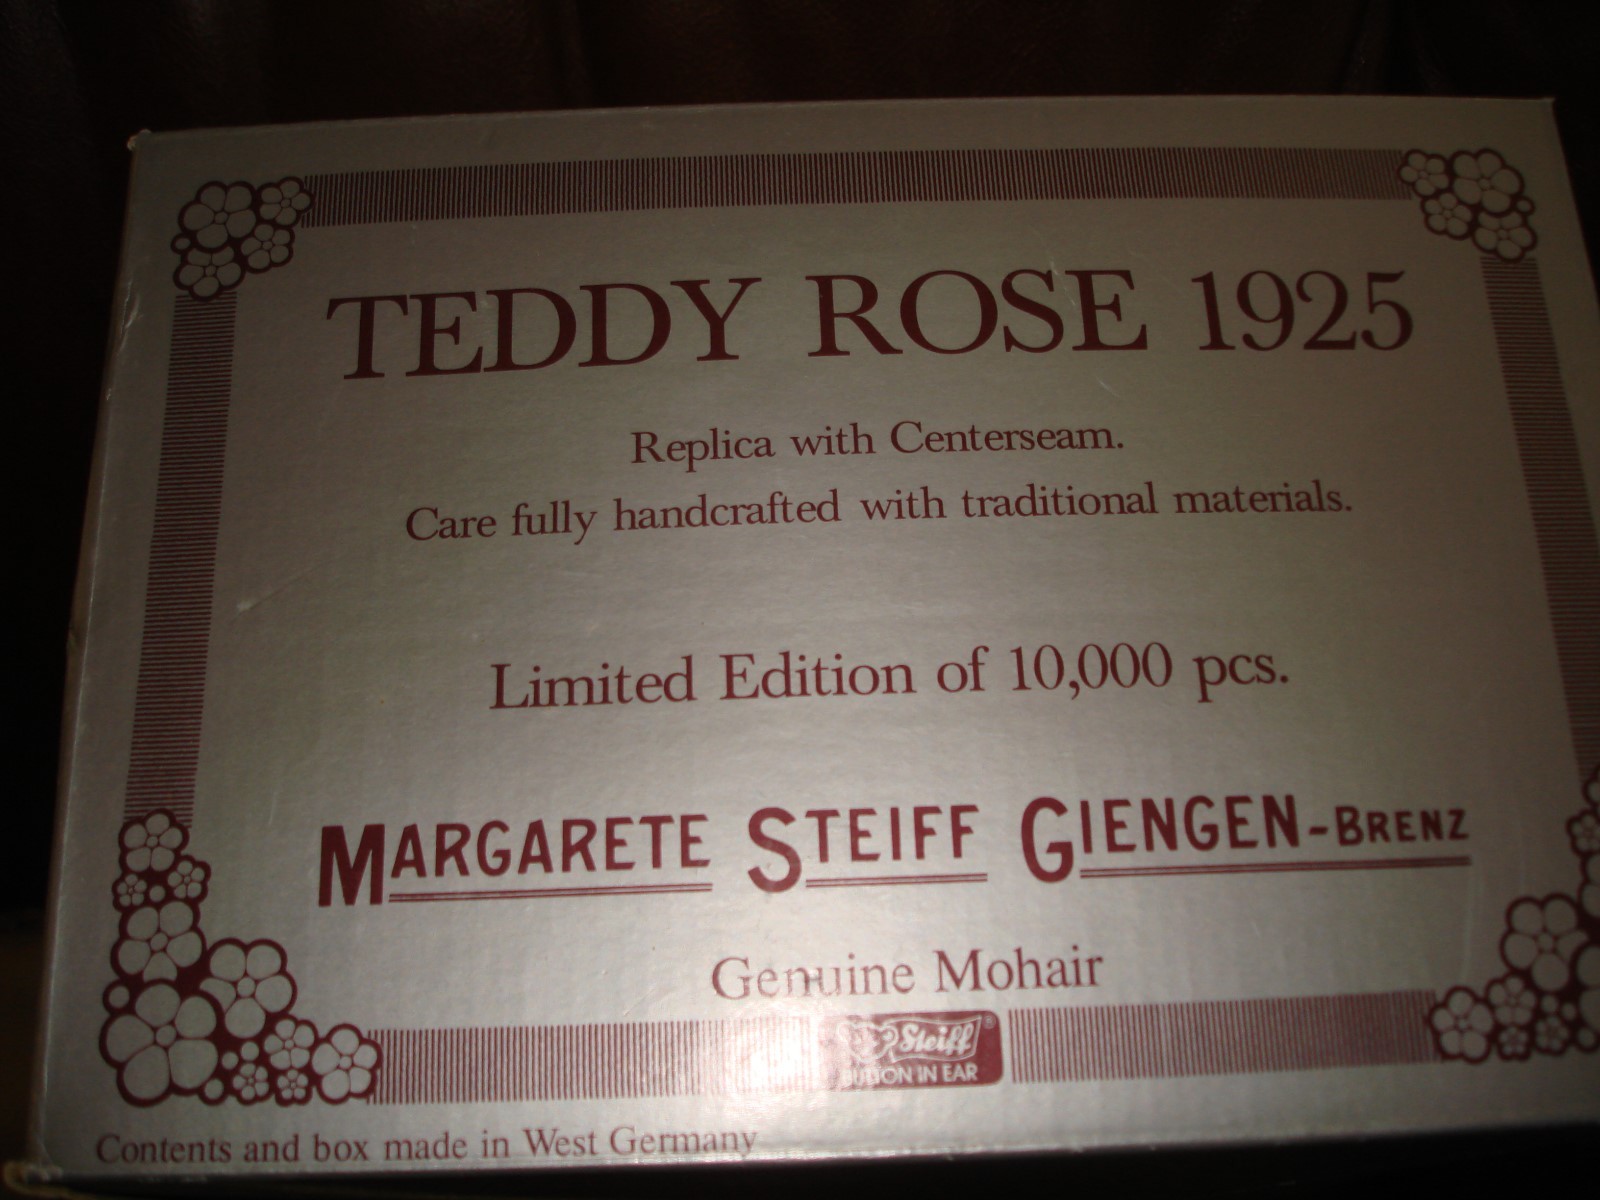 TEDDY ROSE 1925
Replica with Centerseam.
Care fully handcrafted with traditional materials.
Limited Edition of 10,000 pcs.
MARGARETE STEIFF GIENGEN-BRENZ
Genuine Mohair
Steiff®
BUTTON IN EAR
Contents and box made in West Germany